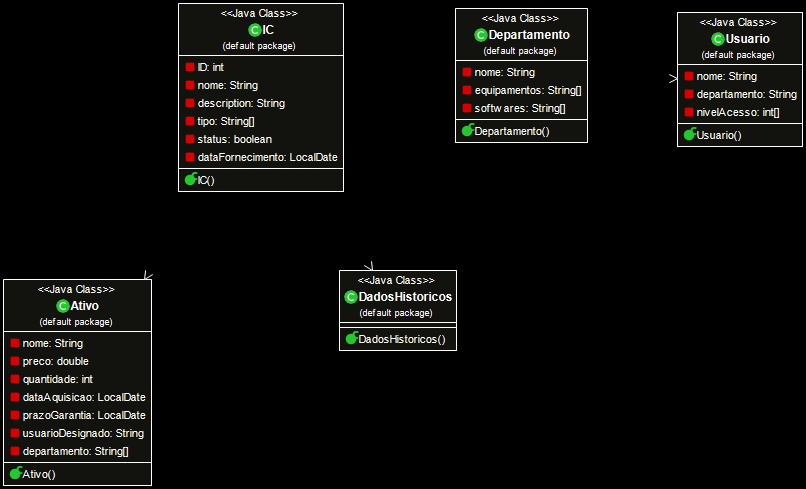 <<Java Class>>
IC
(default package)
ID: int
nome: String
description: String
tipo: String[]
status: boolean
dataFornecimento: LocalDate
IC()
<<Java Class>>
Departamento
(default package)
nome: String
equipamentos: String[]
softwares: String[]
Departamento()
<<Java Class>>
Usuario
(default package)
nome: String
departamento: String
nivelAcesso: int[]
Usuario()
<<Java Class>>
Ativo
(default package)
nome: String
preco: double
quantidade: int
dataAquisicao: LocalDate
prazoGarantia: LocalDate
usuarioDesignado: String
departamento: String[]
Ativo()
<<Java Class>>
DadosHistoricos
(default package)
DadosHistoricos()